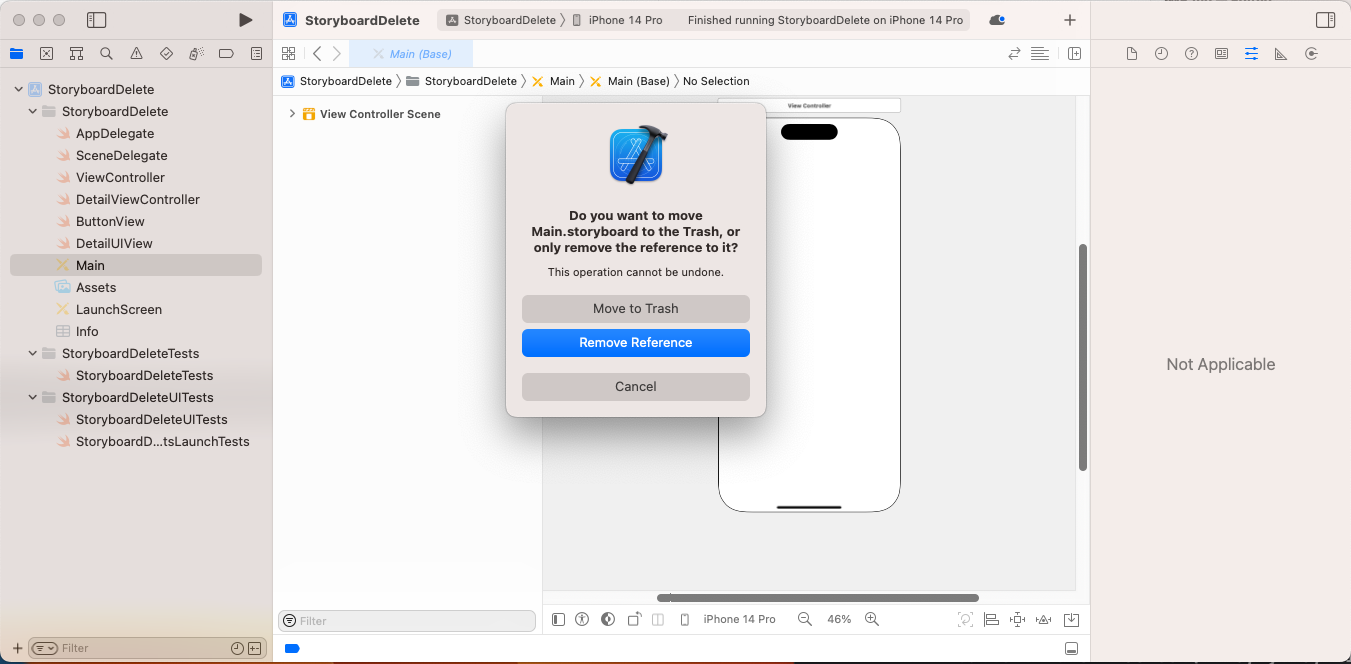 StoryboardDelete
StoryboardDelete
iPhone 14 Pro
Finished running StoryboardDelete on iPhone 14 Pro
Main (Base)
StoryboardDelete
StoryboardDelete
Main
Main (Base)
No Selection
StoryboardDelete
StoryboardDelete
AppDelegate
SceneDelegate
ViewController
DetailViewController
ButtonView
DetailUIView
Main
Assets
LaunchScreen
Info
StoryboardDeleteTests
StoryboardDeleteTests
StoryboardDeleteUITests
StoryboardDeleteUITests
StoryboardD...tsLaunchTests
Filter
View Controller Scene
Filter
View Controller
Do you want to move
Main.storyboard to the Trash, or
only remove the reference to it?
This operation cannot be undone.
Move to Trash
Remove Reference
Cancel
iPhone 14 Pro
46%
Not Applicable